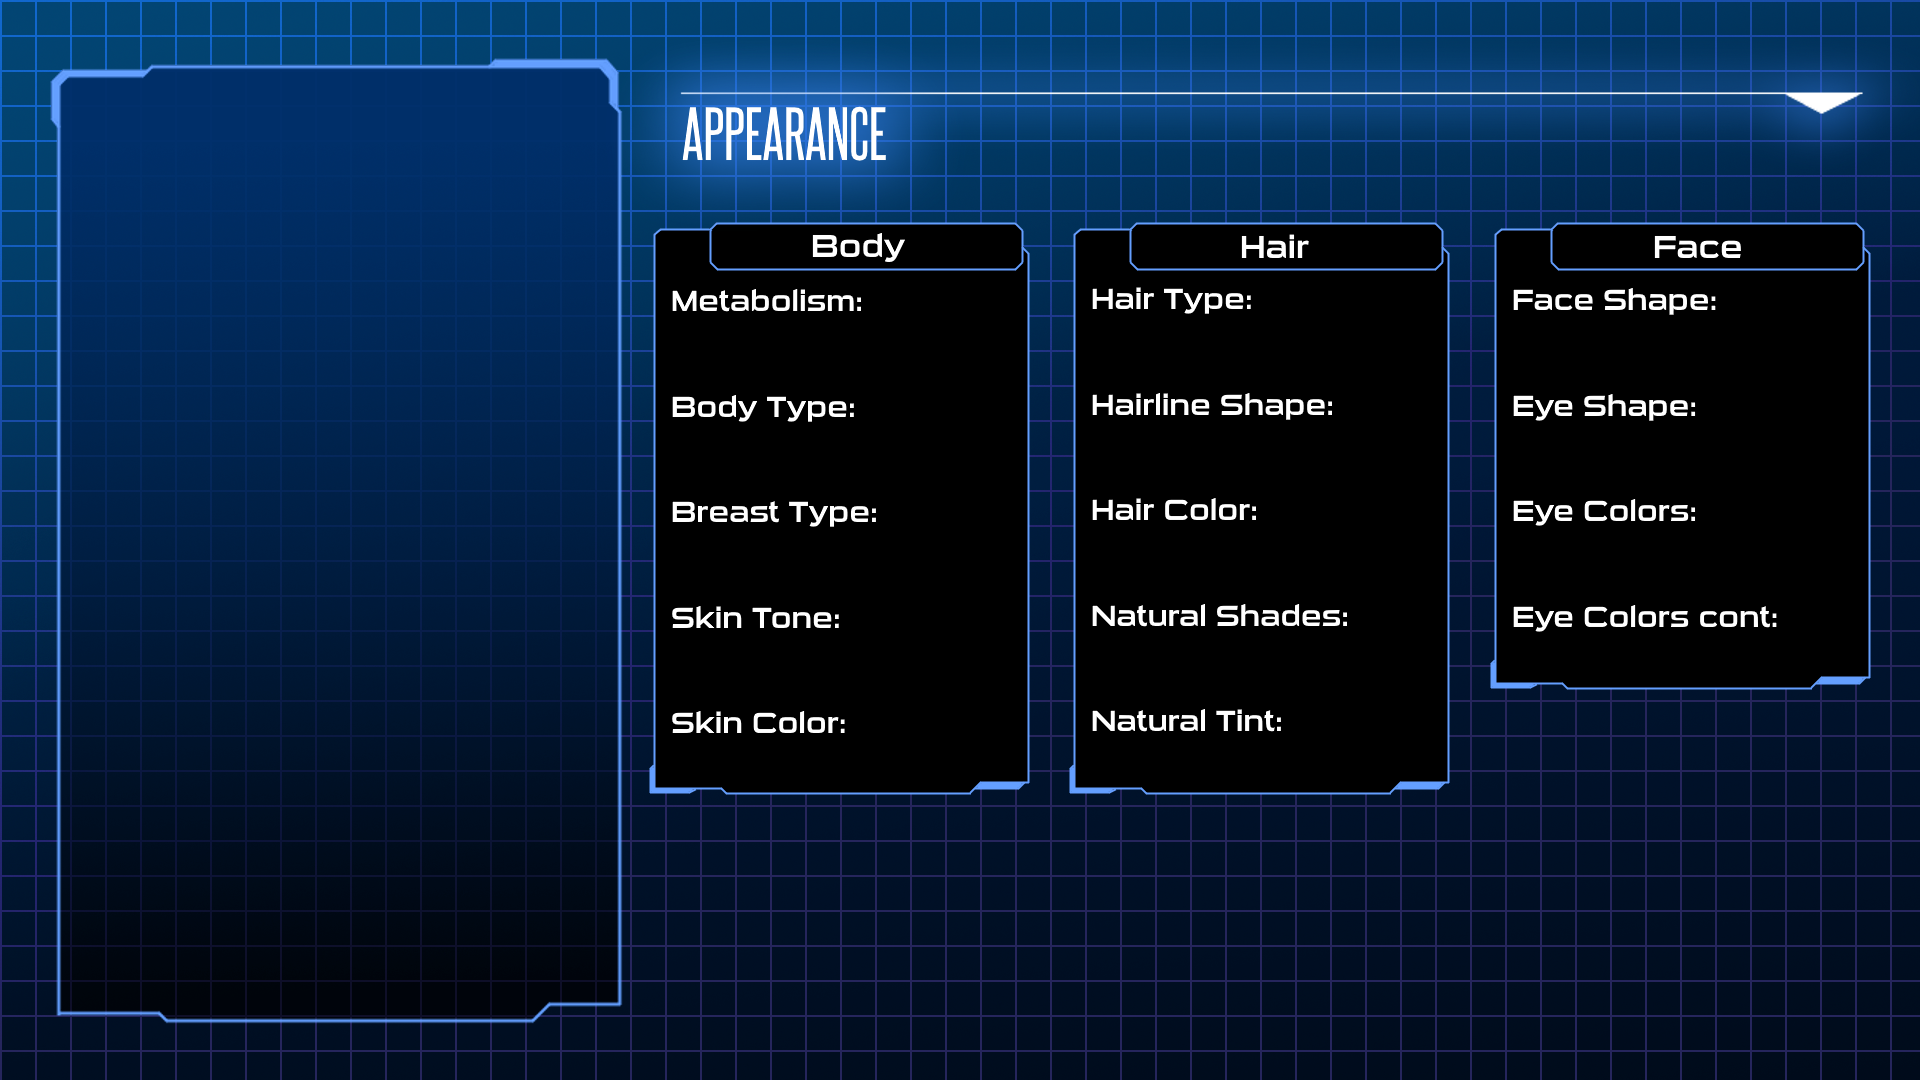 APPEARANCE
Body
Metabolism:
Body Type:
Breast Type:
Skin Tone:
Skin Color:
Hair
Hair Type:
Hairline Shape:
Hair Color:
Natural Shades:
Natural Tint:
Face
Face Shape:
Eye Shape:
Eye Colors:
Eye Colors cont: